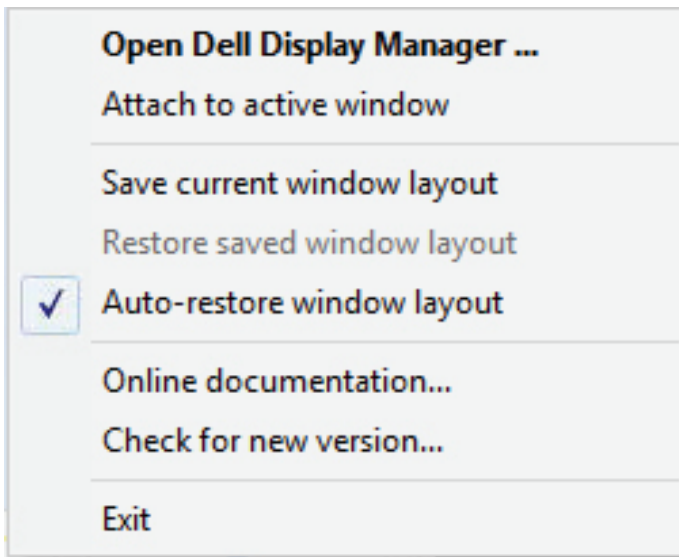 Open Dell Display Manager ...
Attach to active window
Save current window layout
Restore saved window layout
Auto-restore window layout
Online documentation...
Check for new version...
Exit